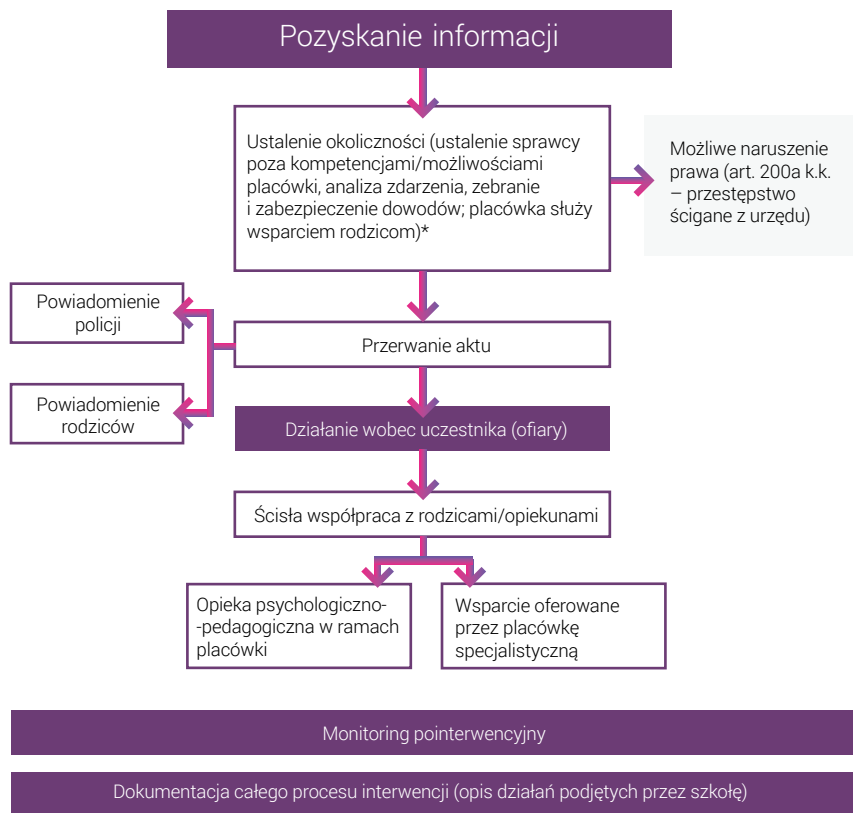 Pozyskanie informacji
Ustalenie okoliczności (ustalenie sprawcy
poza kompetencjami/możliwościami
placówki, analiza zdarzenia, zebranie
i zabezpieczenie dowodów; placówka służy
wsparciem rodzicom)*
Możliwe naruszenie
prawa (art. 200a k.k.
– przestępstwo
ścigane z urzędu)
Powiadomienie
policji
Przerwanie aktu
Powiadomienie
rodziców
Działanie wobec uczestnika (ofiary)
Ścisła współpraca z rodzicami/opiekunami
Opieka psychologiczno-
-pedagogiczna w ramach
placówki
Wsparcie oferowane
przez placówkę
specjalistyczną
Monitoring pointerwencyjny
Dokumentacja całego procesu interwencji (opis działań podjętych przez szkołę)